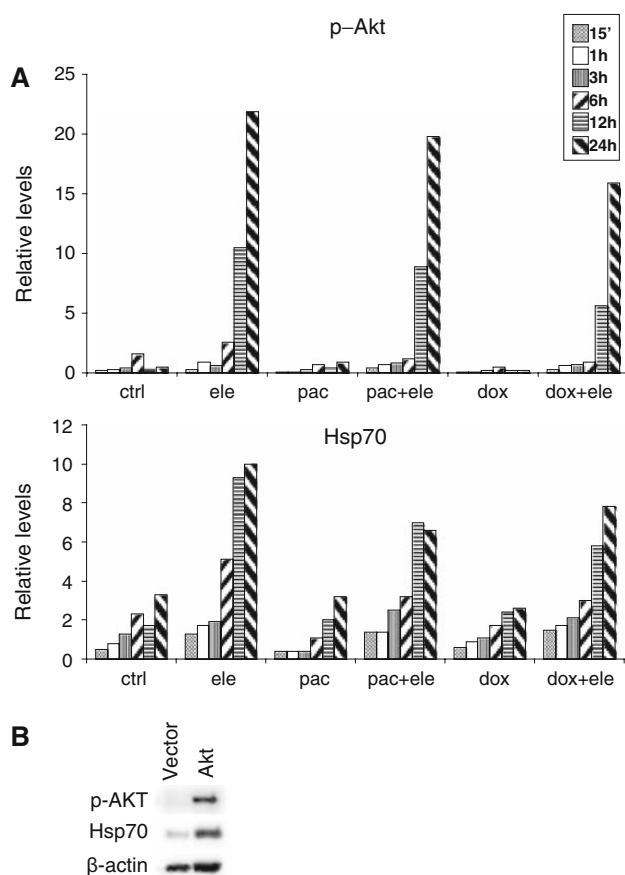 p–Akt
A
15'
1h
3h
6h
12h
24h
Relative levels
25
20
15
10
5
0
ctrl ele pac pac+ele dox dox+ele
Hsp70
Relative levels
12
10
8
6
4
2
0
ctrl ele pac pac+ele dox dox+ele
B
Vector Akt
p-AKT
Hsp70
β-actin